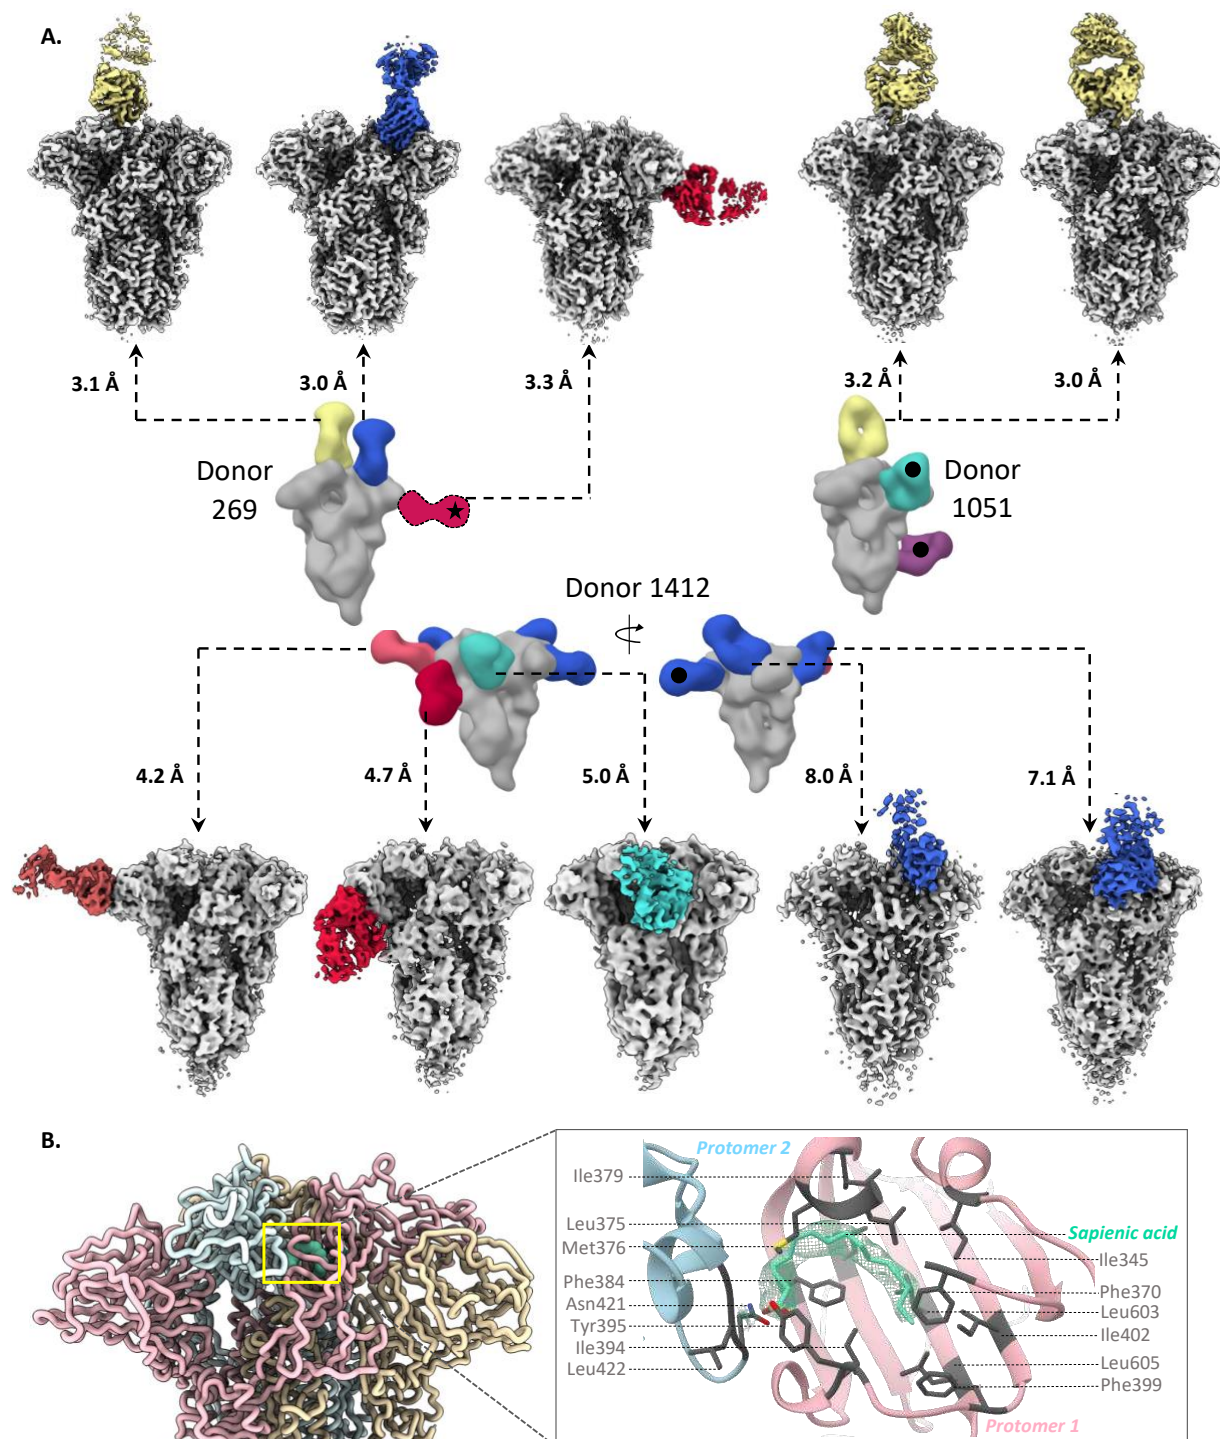 A.
3.1 Å
3.0 Å
3.3 Å
3.2 Å
3.0 Å
Donor
269
Donor
1051
Donor 1412
4.2 Å
4.7 Å
5.0 Å
8.0 Å
7.1 Å
B.
Protomer 2
Ile379
Leu375
Met376
Phe384
Asn421
Tyr395
Ile394
Leu422
Sapienic acid
Ile345
Phe370
Leu603
Ile402
Leu605
Phe399
Protomer 1